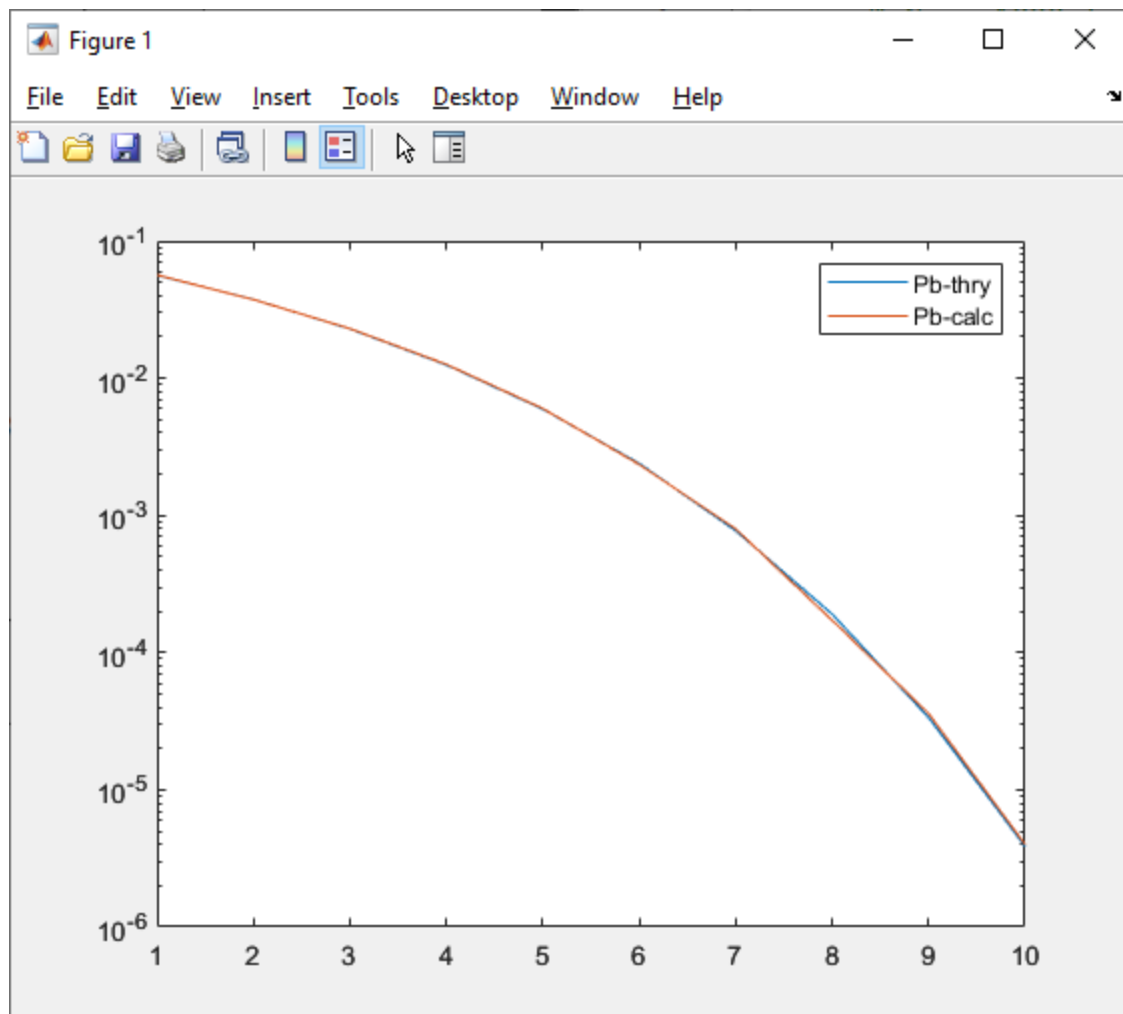 Figure 1
File Edit View Insert Tools Desktop Window Help
10-1
Pb-thry
Pb-calc
10-2
10-3
10-4
10-5
10-6
1 2 3 4 5 6 7 8 9 10